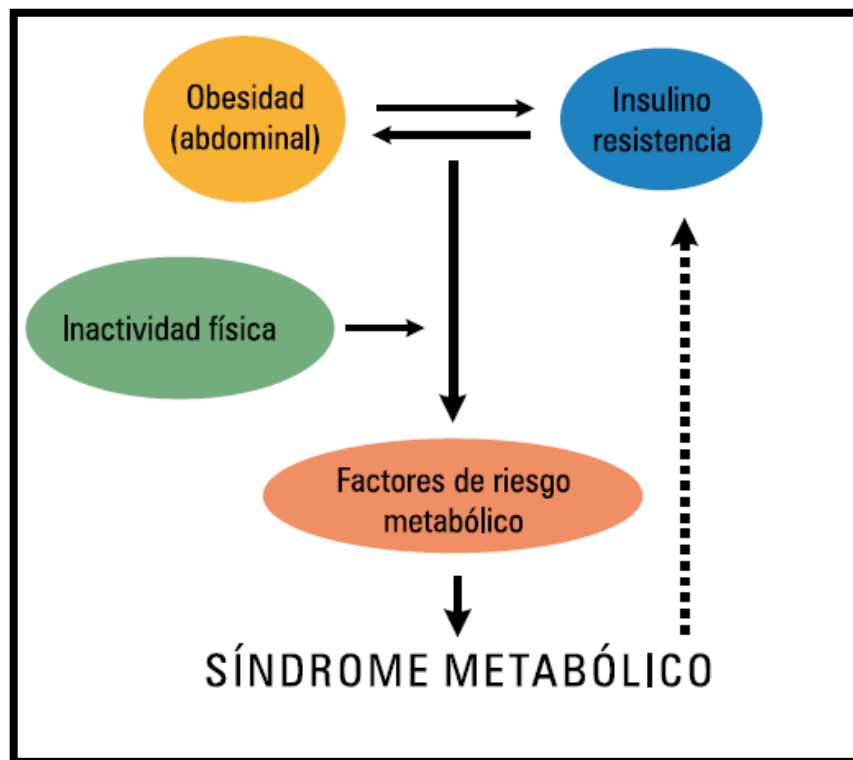 Obesidad
(abdominal)
Insulino
resistencia
Inactividad física
Factores de riesgo
metabólico
SÍNDROME METABÓLICO